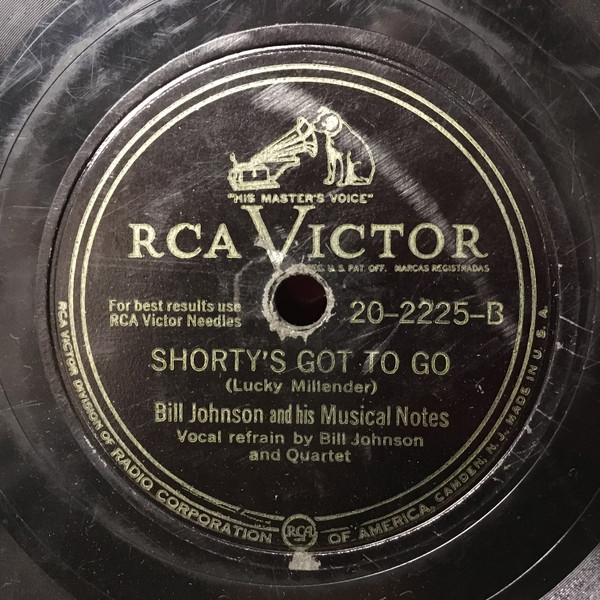 "HIS MASTER'S VOICE"
RCA VICTOR
U. S. PAT. OFF. MARCAS REGISTRADAS
For best results use
RCA Victor Needles
20-2225-B
SHORTY'S GOT TO GO
(Lucky Millender)
Bill Johnson and his Musical Notes
Vocal refrain by Bill Johnson
and Quartet
RCA VICTOR DIVISION OF RADIO CORPORATION OF AMERICA, CAMDEN, N. J. MADE IN U. S. A.
RCA